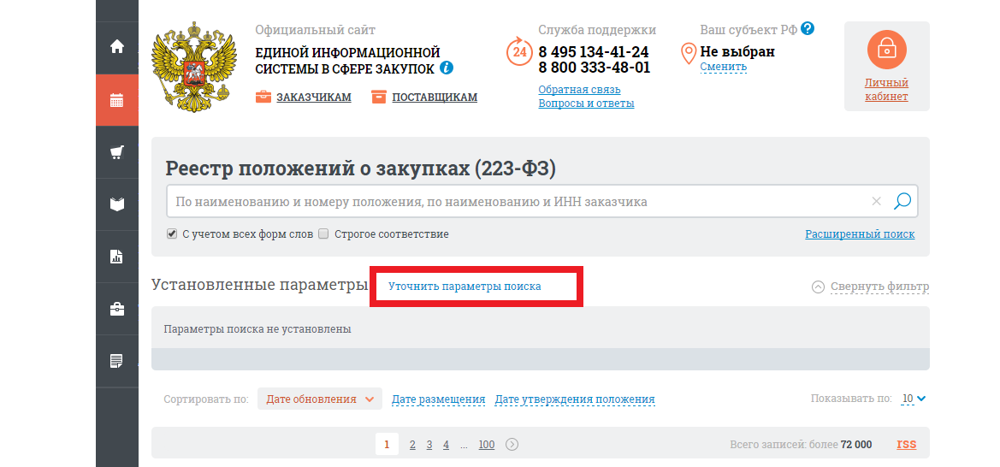 Официальный сайт
ЕДИНОЙ ИНФОРМАЦИОННОЙ
СИСТЕМЫ В СФЕРЕ ЗАКУПОК i
ЗАКАЗЧИКАМ ПОСТАВЩИКАМ
24
Служба поддержки
8 495 134-41-24
8 800 333-48-01
Обратная связь
Вопросы и ответы
Ваш субъект РФ ?
Не выбран
Сменить
Личный
кабинет
Реестр положений о закупках (223-ФЗ)
По наименованию и номеру положения, по наименованию и ИНН заказчика
С учетом всех форм слов Строгое соответствие Расширенный поиск
Установленные параметры Уточнить параметры поиска Свернуть фильтр
Параметры поиска не установлены
Сортировать по: Дате обновления Дате размещения Дате утверждения положения Показывать по: 10
1 2 3 4 ... 100 Всего записей: более 72 000 rss